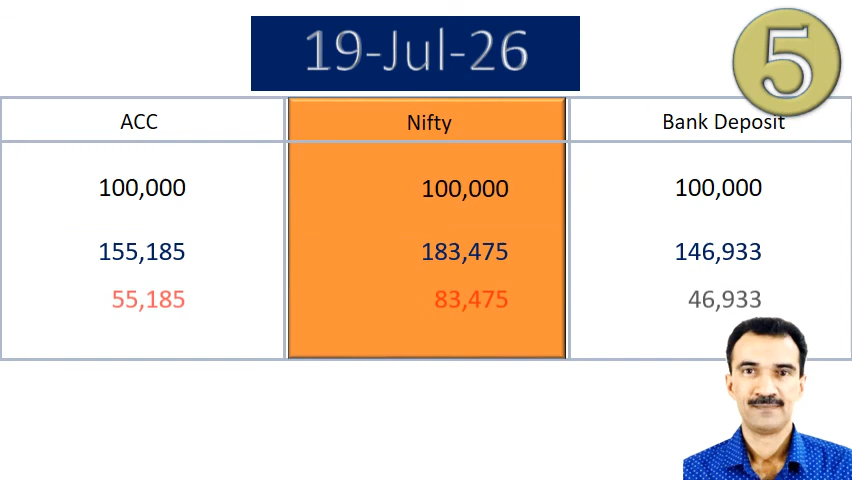 19-Jul-26
5
ACC Nifty Bank Deposit
100,000 100,000 100,000
155,185 183,475 146,933
55,185 83,475 46,933